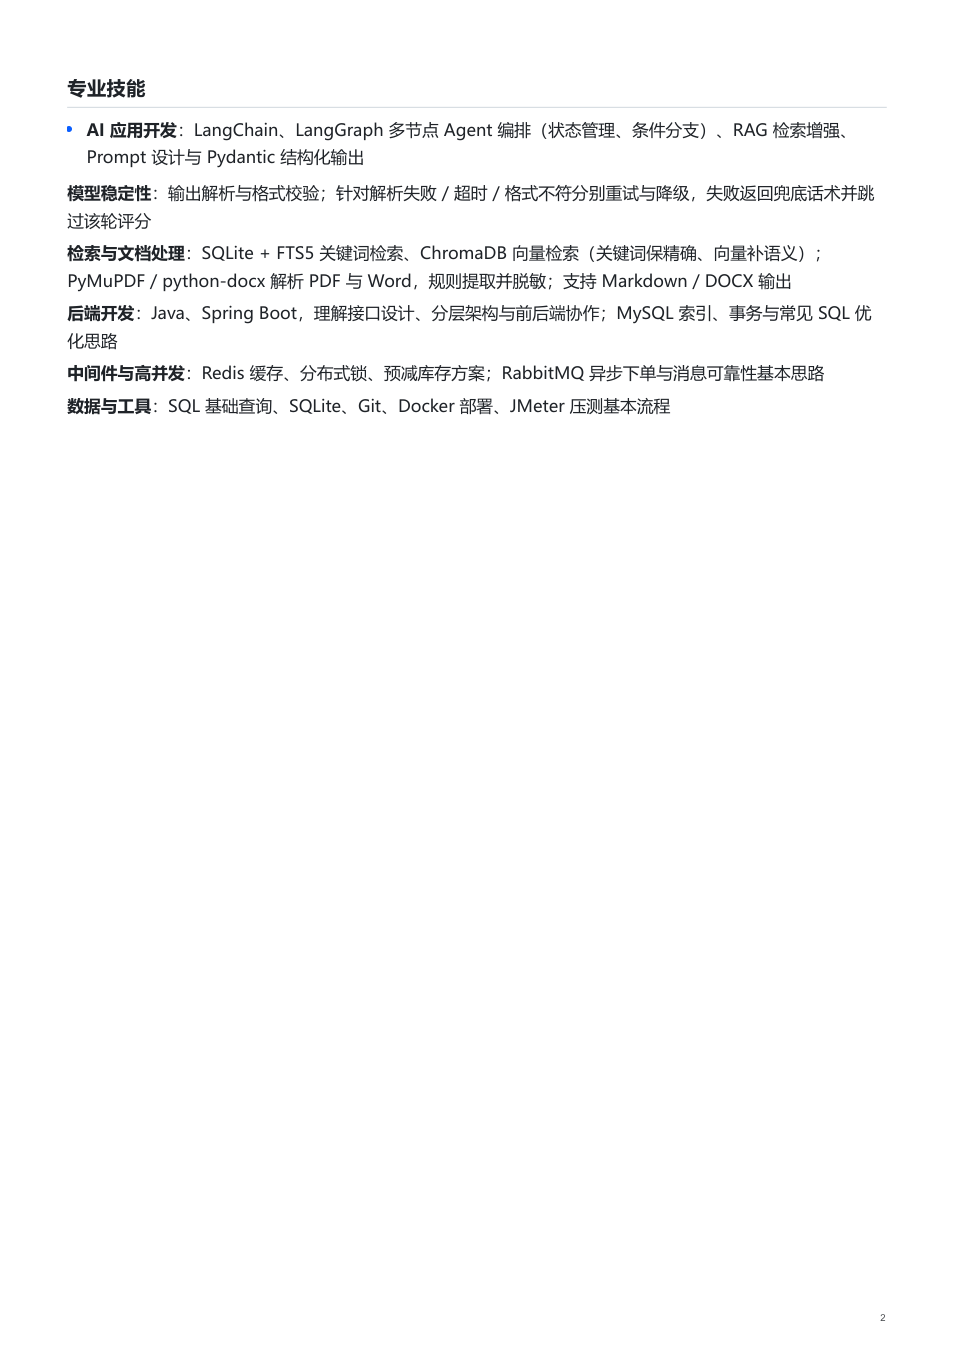 专业技能
• AI 应用开发：LangChain、LangGraph 多节点 Agent 编排（状态管理、条件分支）、RAG 检索增强、
Prompt 设计与 Pydantic 结构化输出
模型稳定性：输出解析与格式校验；针对解析失败 / 超时 / 格式不符分别重试与降级，失败返回兜底话术并跳
过该轮评分
检索与文档处理：SQLite + FTS5 关键词检索、ChromaDB 向量检索（关键词保精确、向量补语义）；
PyMuPDF / python-docx 解析 PDF 与 Word，规则提取并脱敏；支持 Markdown / DOCX 输出
后端开发：Java、Spring Boot，理解接口设计、分层架构与前后端协作；MySQL 索引、事务与常见 SQL 优
化思路
中间件与高并发：Redis 缓存、分布式锁、预减库存方案；RabbitMQ 异步下单与消息可靠性基本思路
数据与工具：SQL 基础查询、SQLite、Git、Docker 部署、JMeter 压测基本流程
2